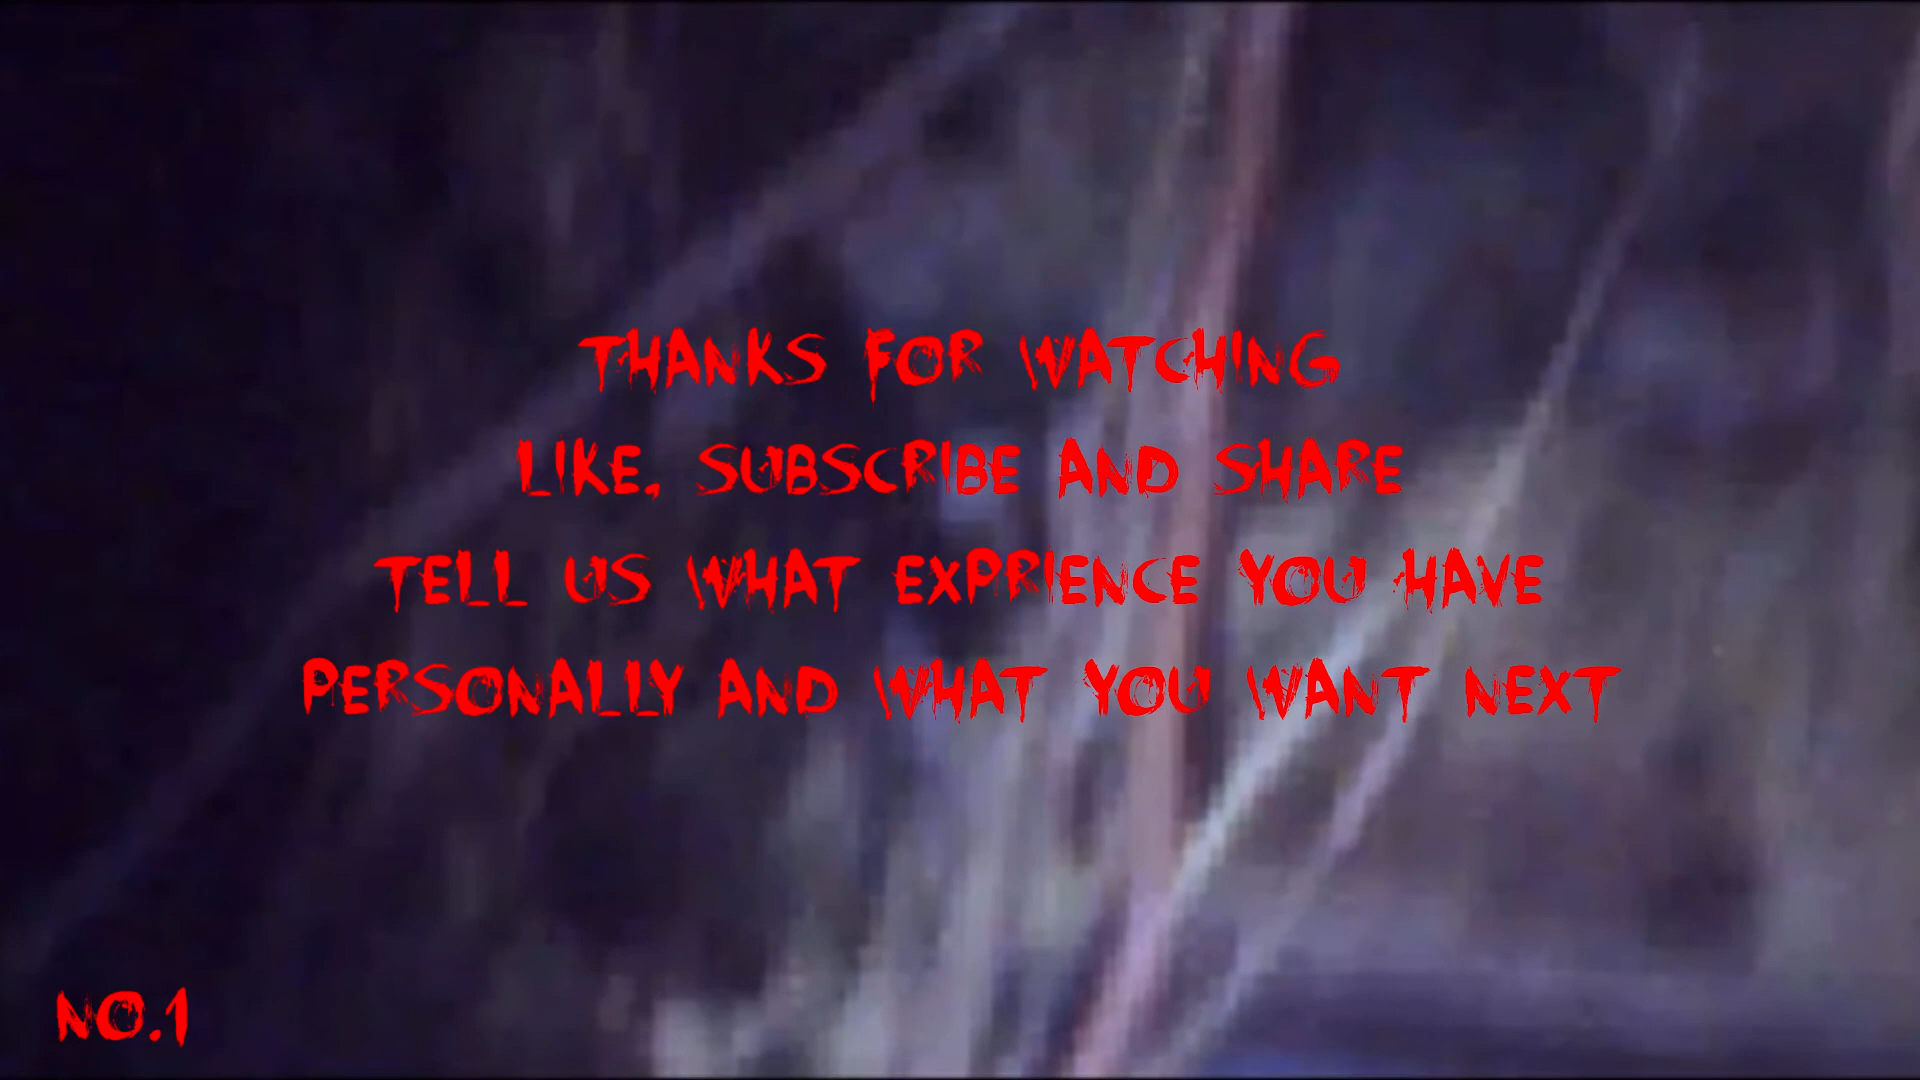 THANKS FOR WATCHING
LIKE, SUBSCRIBE AND SHARE
TELL US WHAT EXPRIENCE YOU HAVE
PERSONALLY AND WHAT YOU WANT NEXT
NO.1